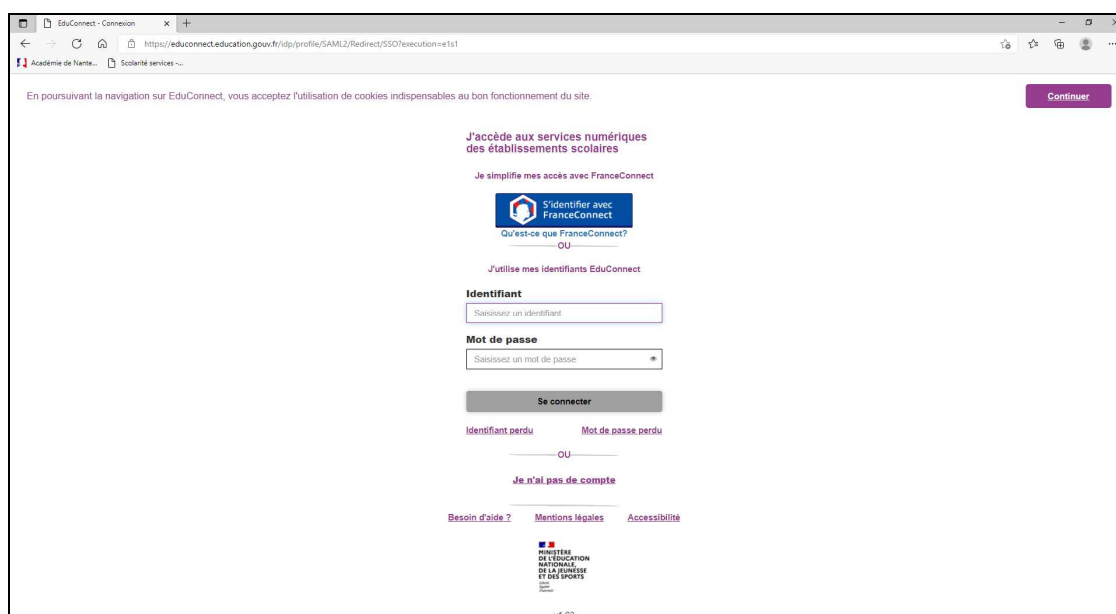 EduConnect - Connexion
https://educonnect.education.gouv.fr/idp/profile/SAML2/Redirect/SSO?execution=e1s1
Académie de Nante...
Scolarité services -...
En poursuivant la navigation sur EduConnect, vous acceptez l'utilisation de cookies indispensables au bon fonctionnement du site.
Continuer
J'accède aux services numériques
des établissements scolaires
Je simplifie mes accès avec FranceConnect
S'identifier avec
FranceConnect
Qu'est-ce que FranceConnect?
OU
J'utilise mes identifiants EduConnect
Identifiant
Saisissez un identifiant
Mot de passe
Saisissez un mot de passe
Se connecter
Identifiant perdu
Mot de passe perdu
OU
Je n'ai pas de compte
Besoin d'aide ?
Mentions légales
Accessibilité
MINISTÈRE
DE L'ÉDUCATION
NATIONALE,
DE LA JEUNESSE
ET DES SPORTS